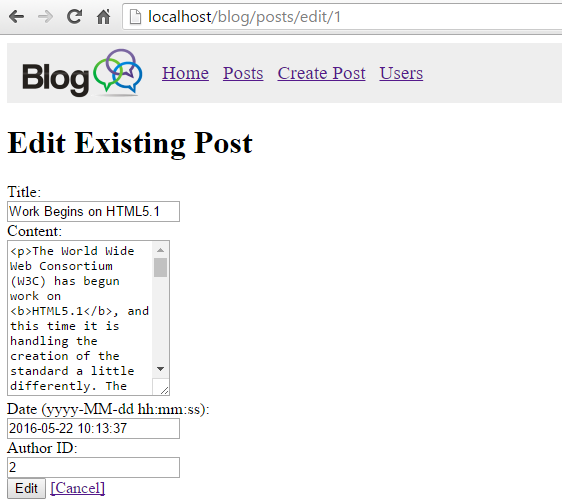 localhost/blog/posts/edit/1
Blog Home Posts Create Post Users
Edit Existing Post
Title:
Work Begins on HTML5.1
Content:
<p>The World Wide
Web Consortium
(W3C) has begun
work on
<b>HTML5.1</b>, and
this time it is
handling the
creation of the
standard a little
differently. The
Date (yyyy-MM-dd hh:mm:ss):
2016-05-22 10:13:37
Author ID:
2
Edit [Cancel]